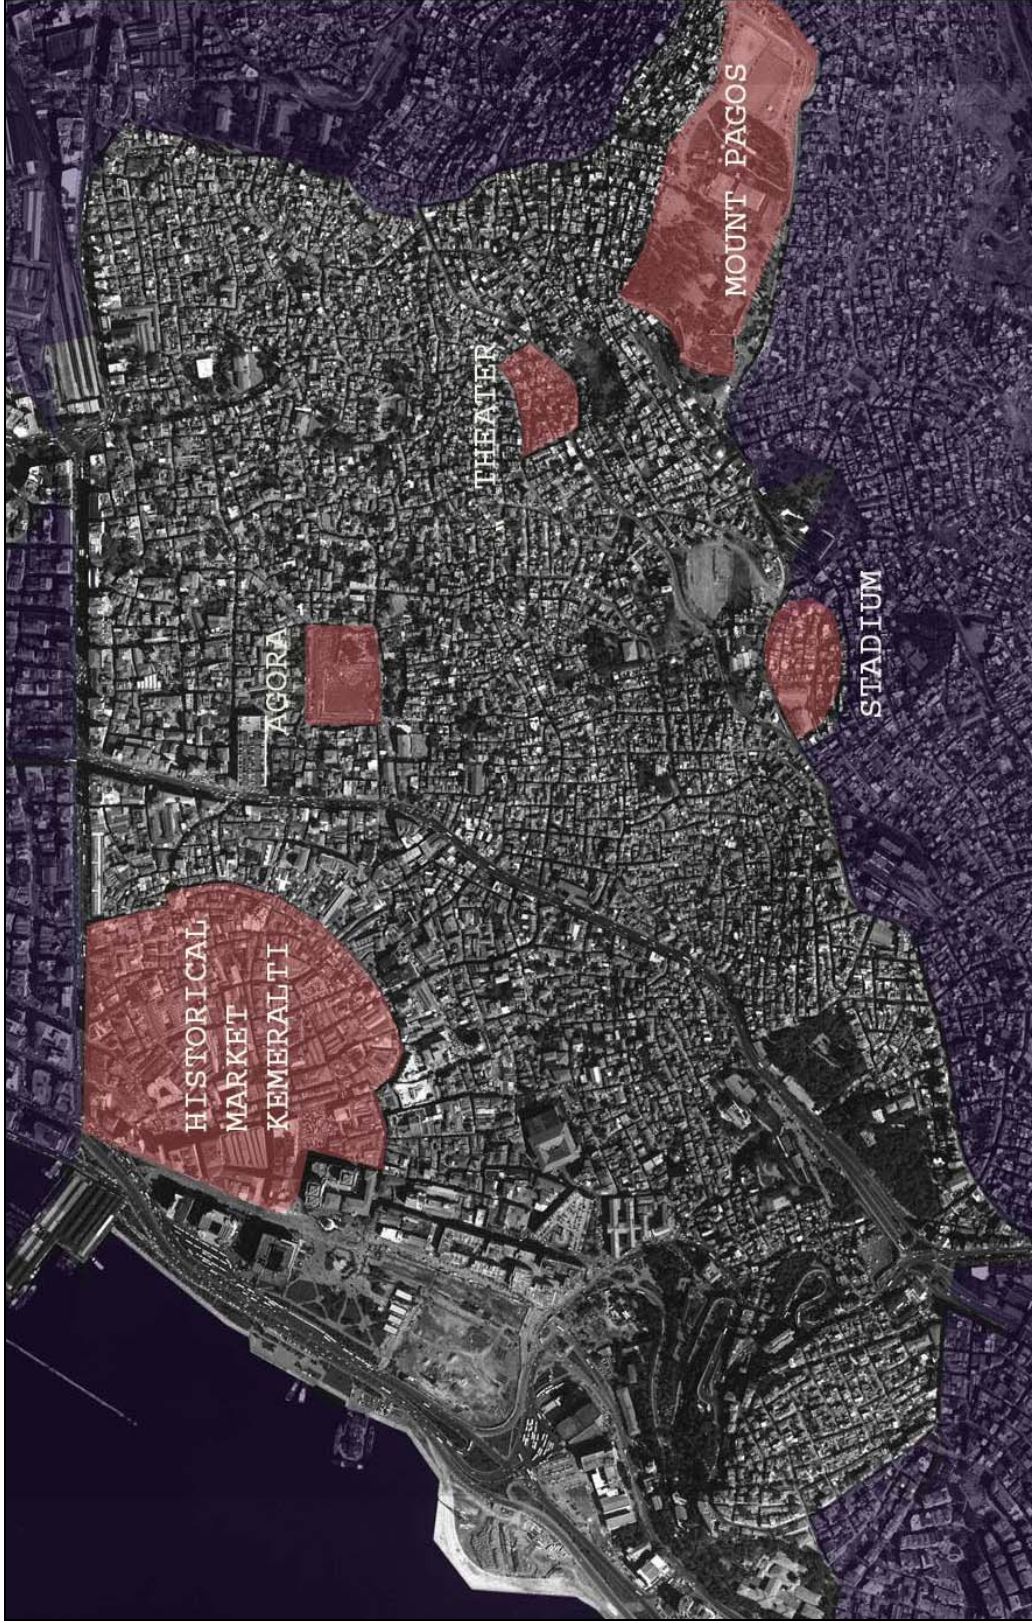 HISTORICAL
MARKET
KEMERALTI
AGORA
THEATER
MOUNT PAGOS
STADIUM